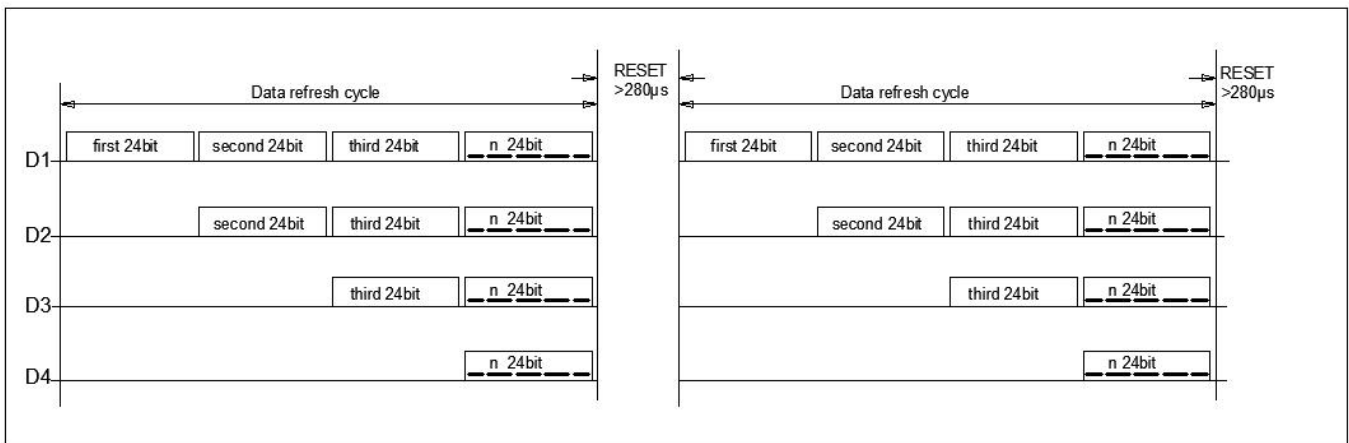 RESET
>280µs
RESET
>280µs
Data refresh cycle
Data refresh cycle
D1 first 24bit second 24bit third 24bit n 24bit first 24bit second 24bit third 24bit n 24bit
D2 second 24bit third 24bit n 24bit second 24bit third 24bit n 24bit
D3 third 24bit n 24bit third 24bit n 24bit
D4 n 24bit n 24bit